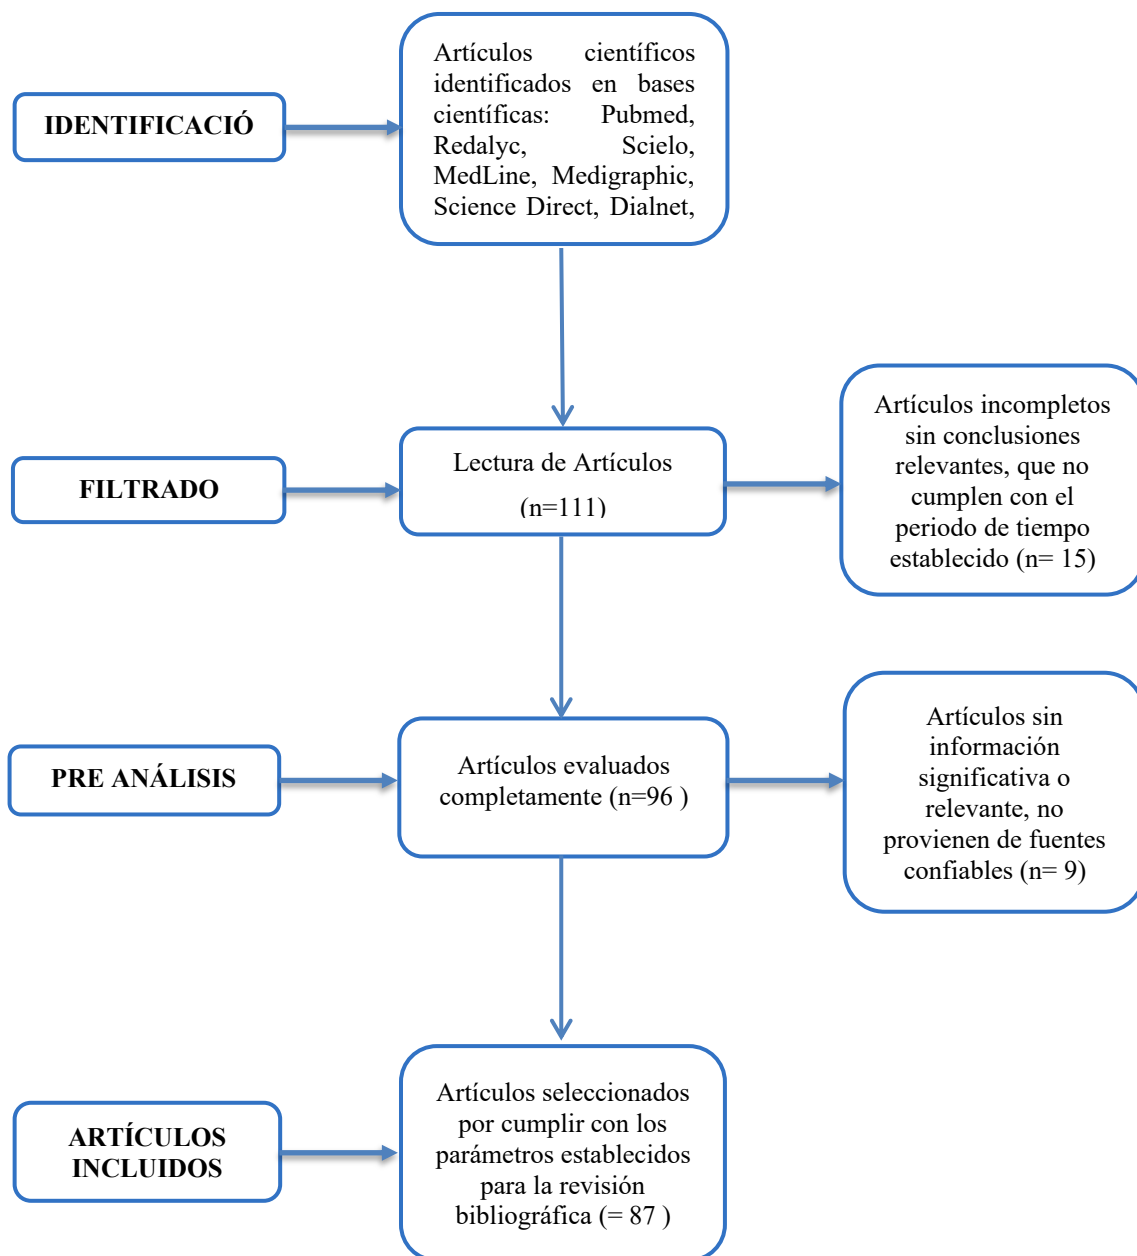 IDENTIFICACIÓ
Artículos científicos
identificados en bases
científicas: Pubmed,
Redalyc, Scielo,
MedLine, Medigraphic,
Science Direct, Dialnet,
FILTRADO
Lectura de Artículos
(n=111)
Artículos incompletos
sin conclusiones
relevantes, que no
cumplen con el
periodo de tiempo
establecido (n= 15)
PRE ANÁLISIS
Artículos evaluados
completamente (n=96 )
Artículos sin
información
significativa o
relevante, no
provienen de fuentes
confiables (n= 9)
ARTÍCULOS
INCLUIDOS
Artículos seleccionados
por cumplir con los
parámetros establecidos
para la revisión
bibliográfica (= 87 )